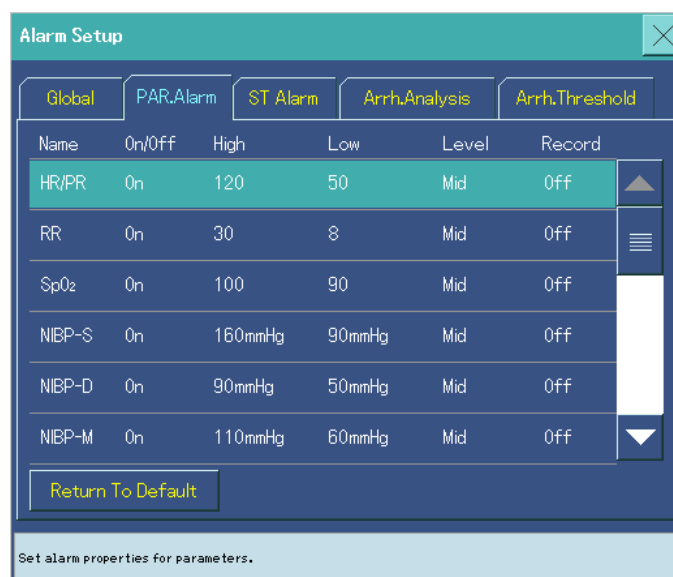 Alarm Setup
Global PAR.Alarm ST Alarm Arrh.Analysis Arrh.Threshold
Name On/Off High Low Level Record
HR/PR On 120 50 Mid Off
RR On 30 8 Mid Off
SpO₂ On 100 90 Mid Off
NIBP-S On 160mmHg 90mmHg Mid Off
NIBP-D On 90mmHg 50mmHg Mid Off
NIBP-M On 110mmHg 60mmHg Mid Off
Return To Default
Set alarm properties for parameters.